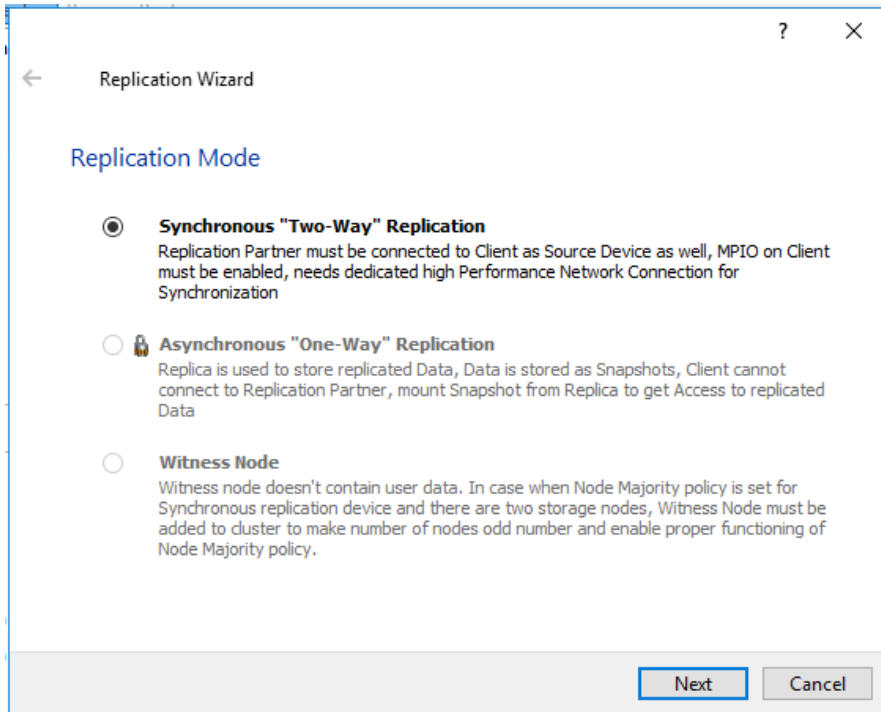 ?
Replication Wizard
Replication Mode
Synchronous "Two-Way" Replication
Replication Partner must be connected to Client as Source Device as well, MPIO on Client
must be enabled, needs dedicated high Performance Network Connection for
Synchronization
Asynchronous "One-Way" Replication
Replica is used to store replicated Data, Data is stored as Snapshots, Client cannot
connect to Replication Partner, mount Snapshot from Replica to get Access to replicated
Data
Witness Node
Witness node doesn't contain user data. In case when Node Majority policy is set for
Synchronous replication device and there are two storage nodes, Witness Node must be
added to cluster to make number of nodes odd number and enable proper functioning of
Node Majority policy.
Next
Cancel